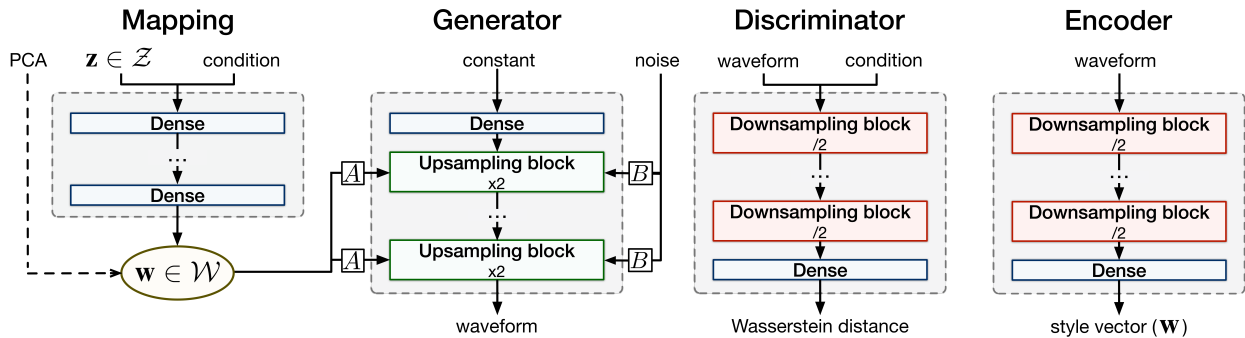 Mapping
PCA
z ∈ 𝒵
condition
Dense
...
Dense
w ∈ 𝒲
Generator
constant
noise
Dense
A
Upsampling block
x2
B
...
A
Upsampling block
x2
B
waveform
Discriminator
waveform
condition
Downsampling block
/2
...
Downsampling block
/2
Dense
Wasserstein distance
Encoder
waveform
Downsampling block
/2
...
Downsampling block
/2
Dense
style vector (w)